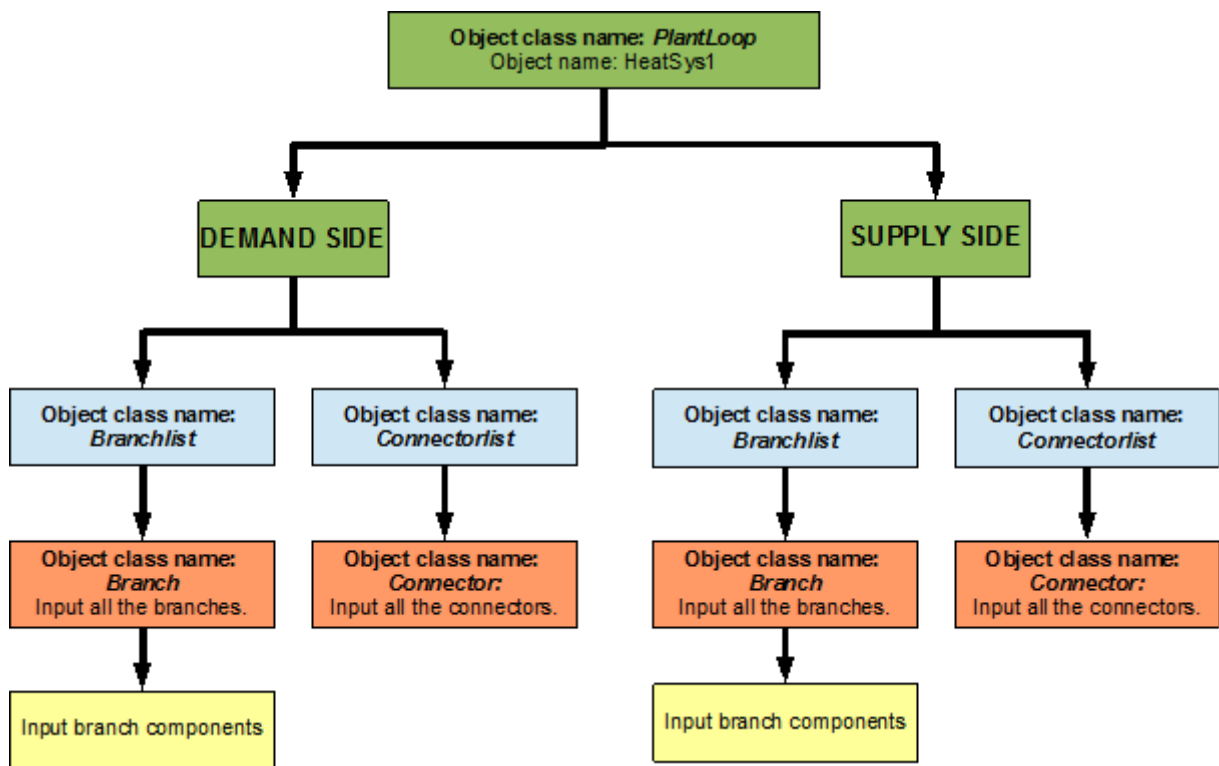 Object class name: PlantLoop
Object name: HeatSys1
DEMAND SIDE
SUPPLY SIDE
Object class name:
Branchlist
Object class name:
Connectorlist
Object class name:
Branchlist
Object class name:
Connectorlist
Object class name:
Branch
Input all the branches.
Object class name:
Connector:
Input all the connectors.
Object class name:
Branch
Input all the branches.
Object class name:
Connector:
Input all the connectors.
Input branch components
Input branch components